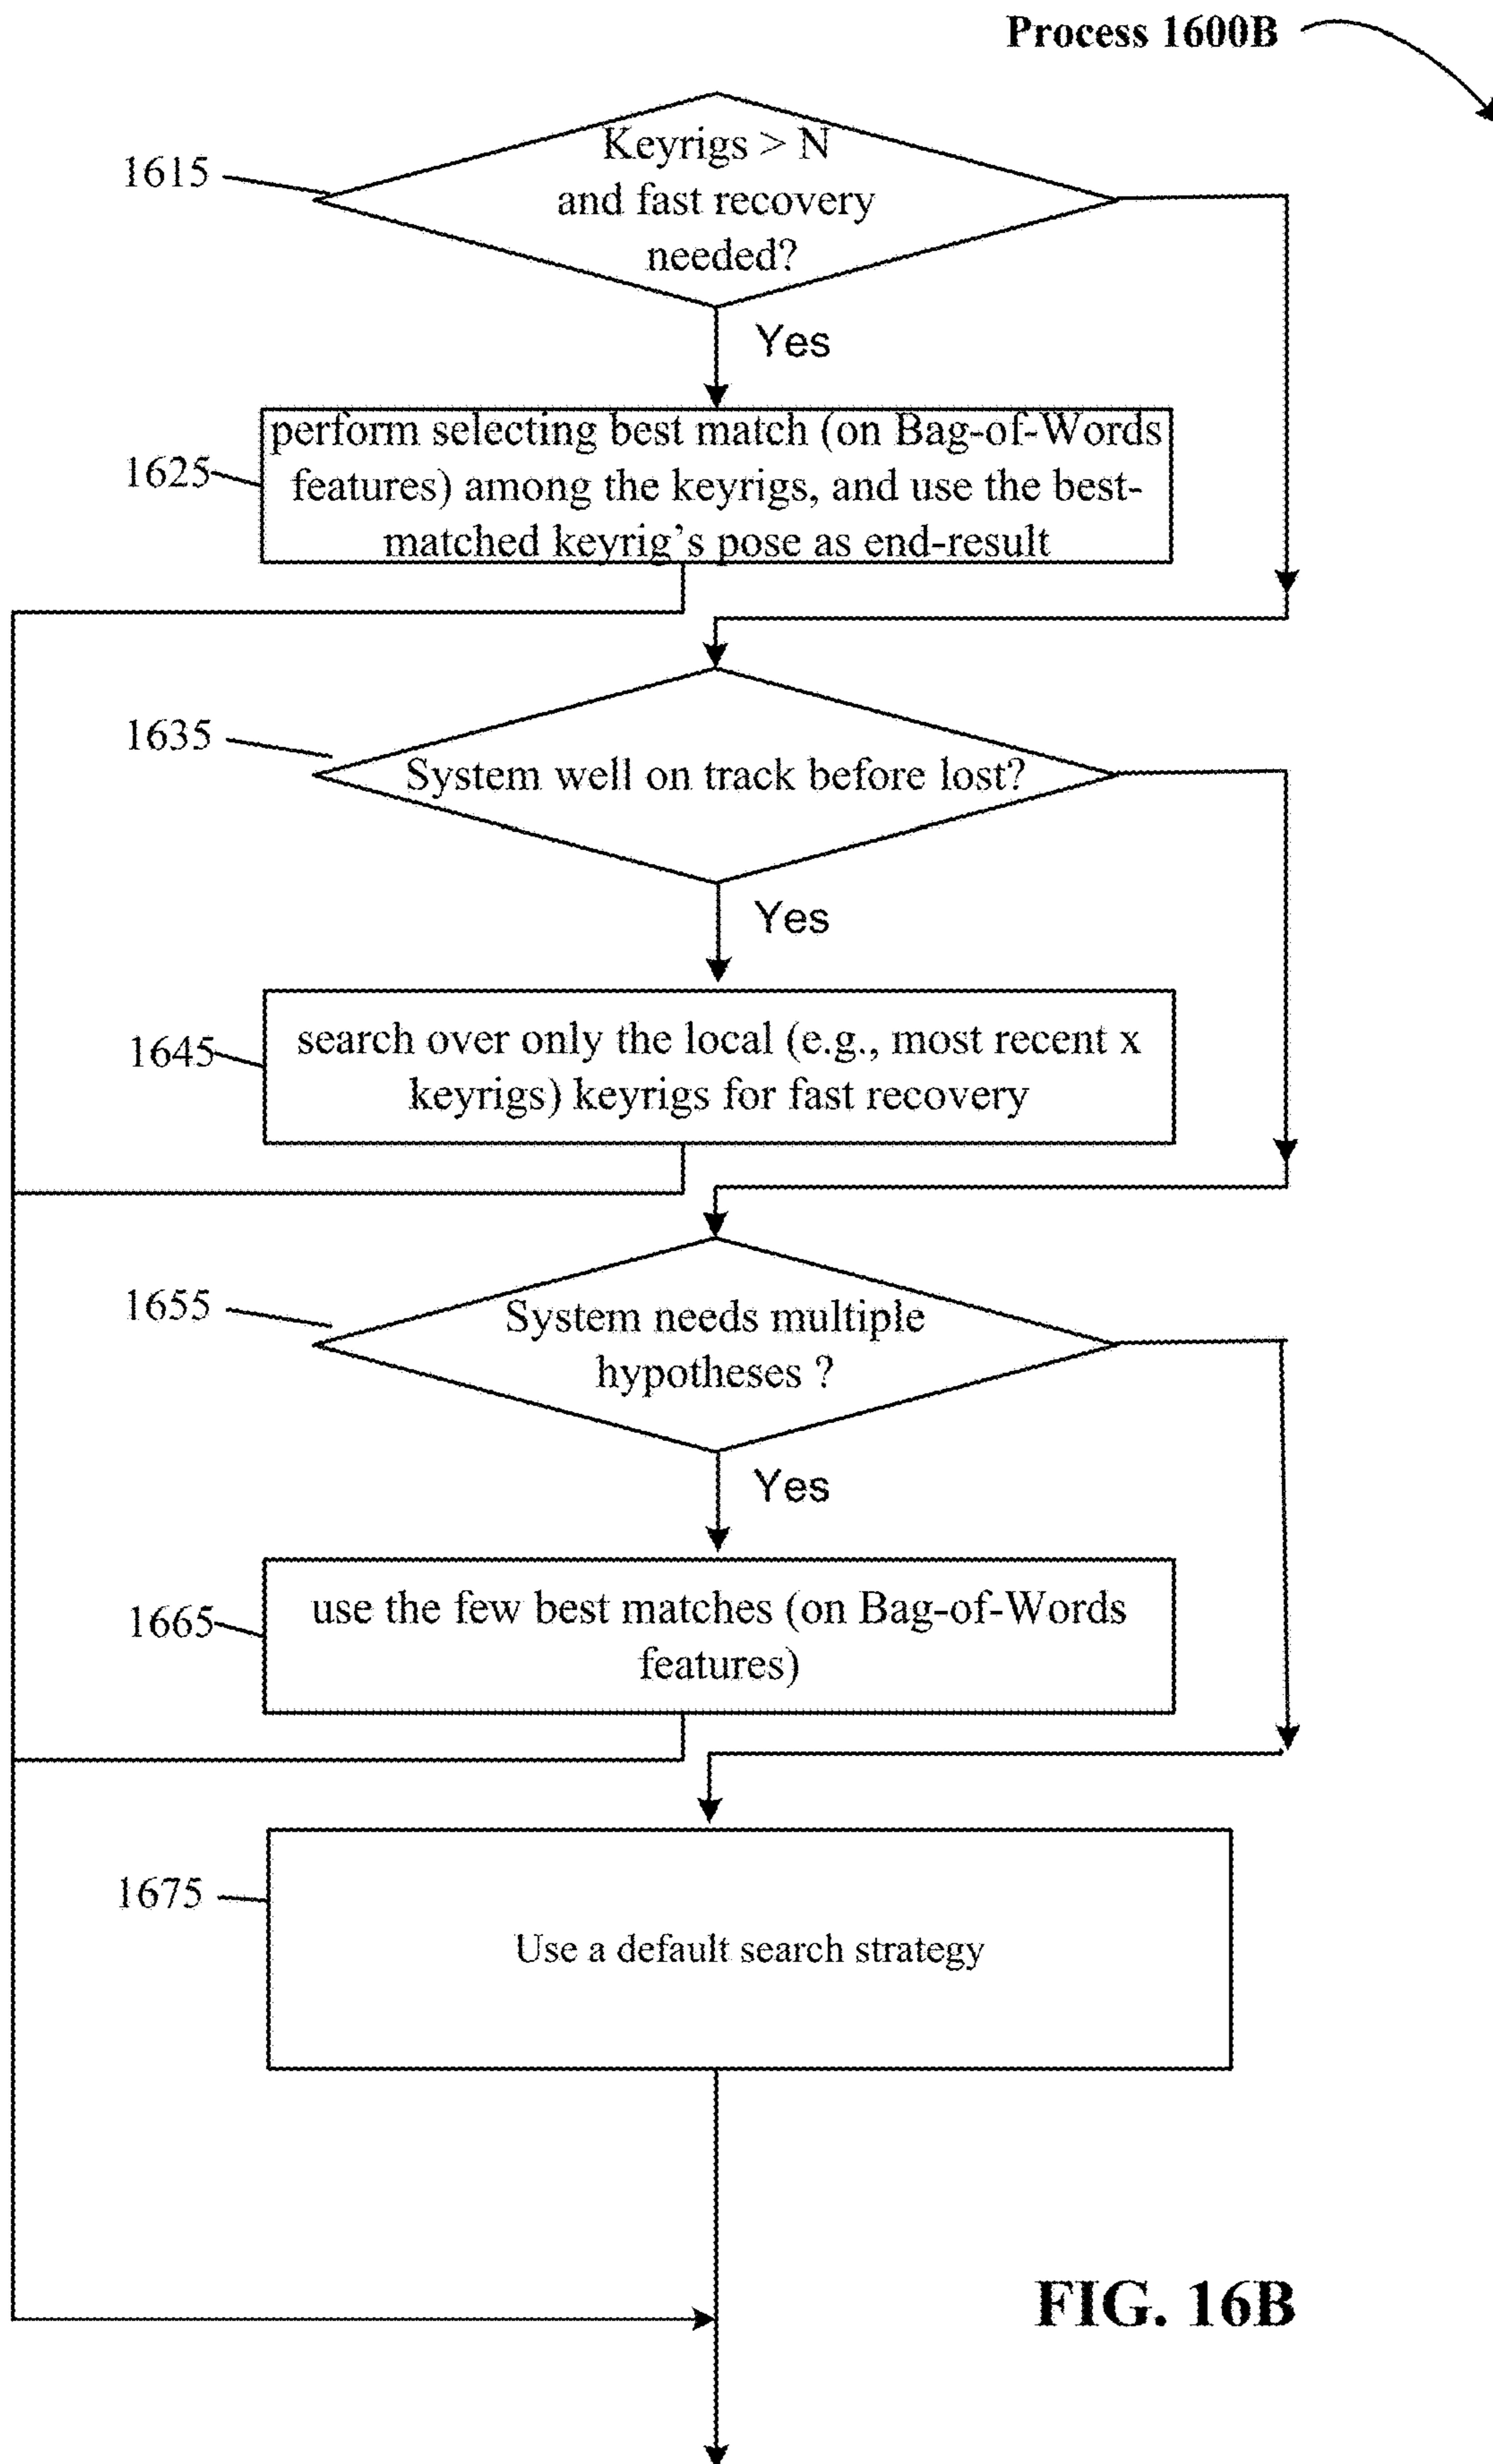 Process 1600B
1615
Keyrigs > N
and fast recovery
needed?
Yes
1625
perform selecting best match (on Bag-of-Words
features) among the keyrigs, and use the best-
matched keyrig's pose as end-result
1635
System well on track before lost?
Yes
1645
search over only the local (e.g., most recent x
keyrigs) keyrigs for fast recovery
1655
System needs multiple
hypotheses ?
Yes
1665
use the few best matches (on Bag-of-Words
features)
1675
Use a default search strategy
FIG. 16B